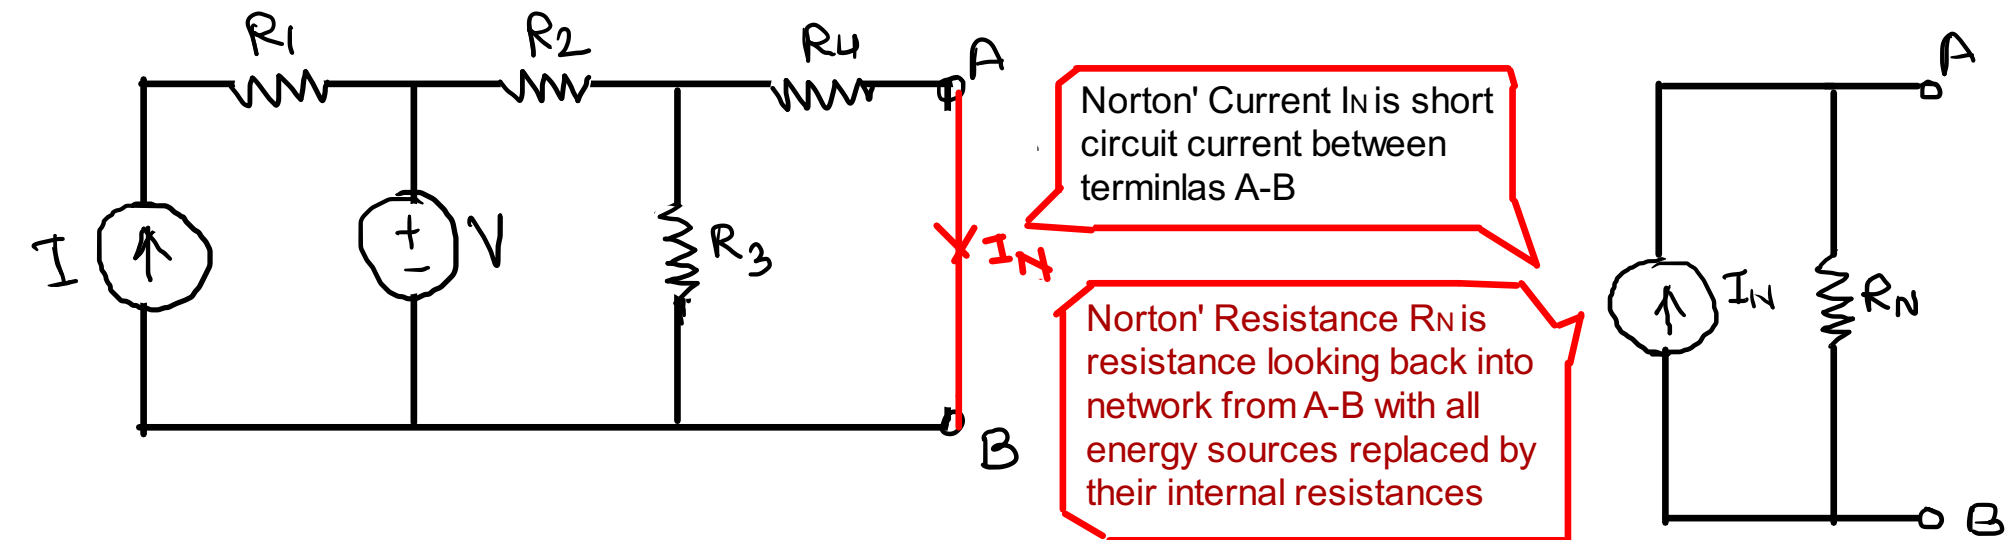 R1
R2
R4
A
I
V
R3
IN
B
Norton' Current IN is short
circuit current between
terminlas A-B
Norton' Resistance RN is
resistance looking back into
network from A-B with all
energy sources replaced by
their internal resistances
A
IN
RN
B